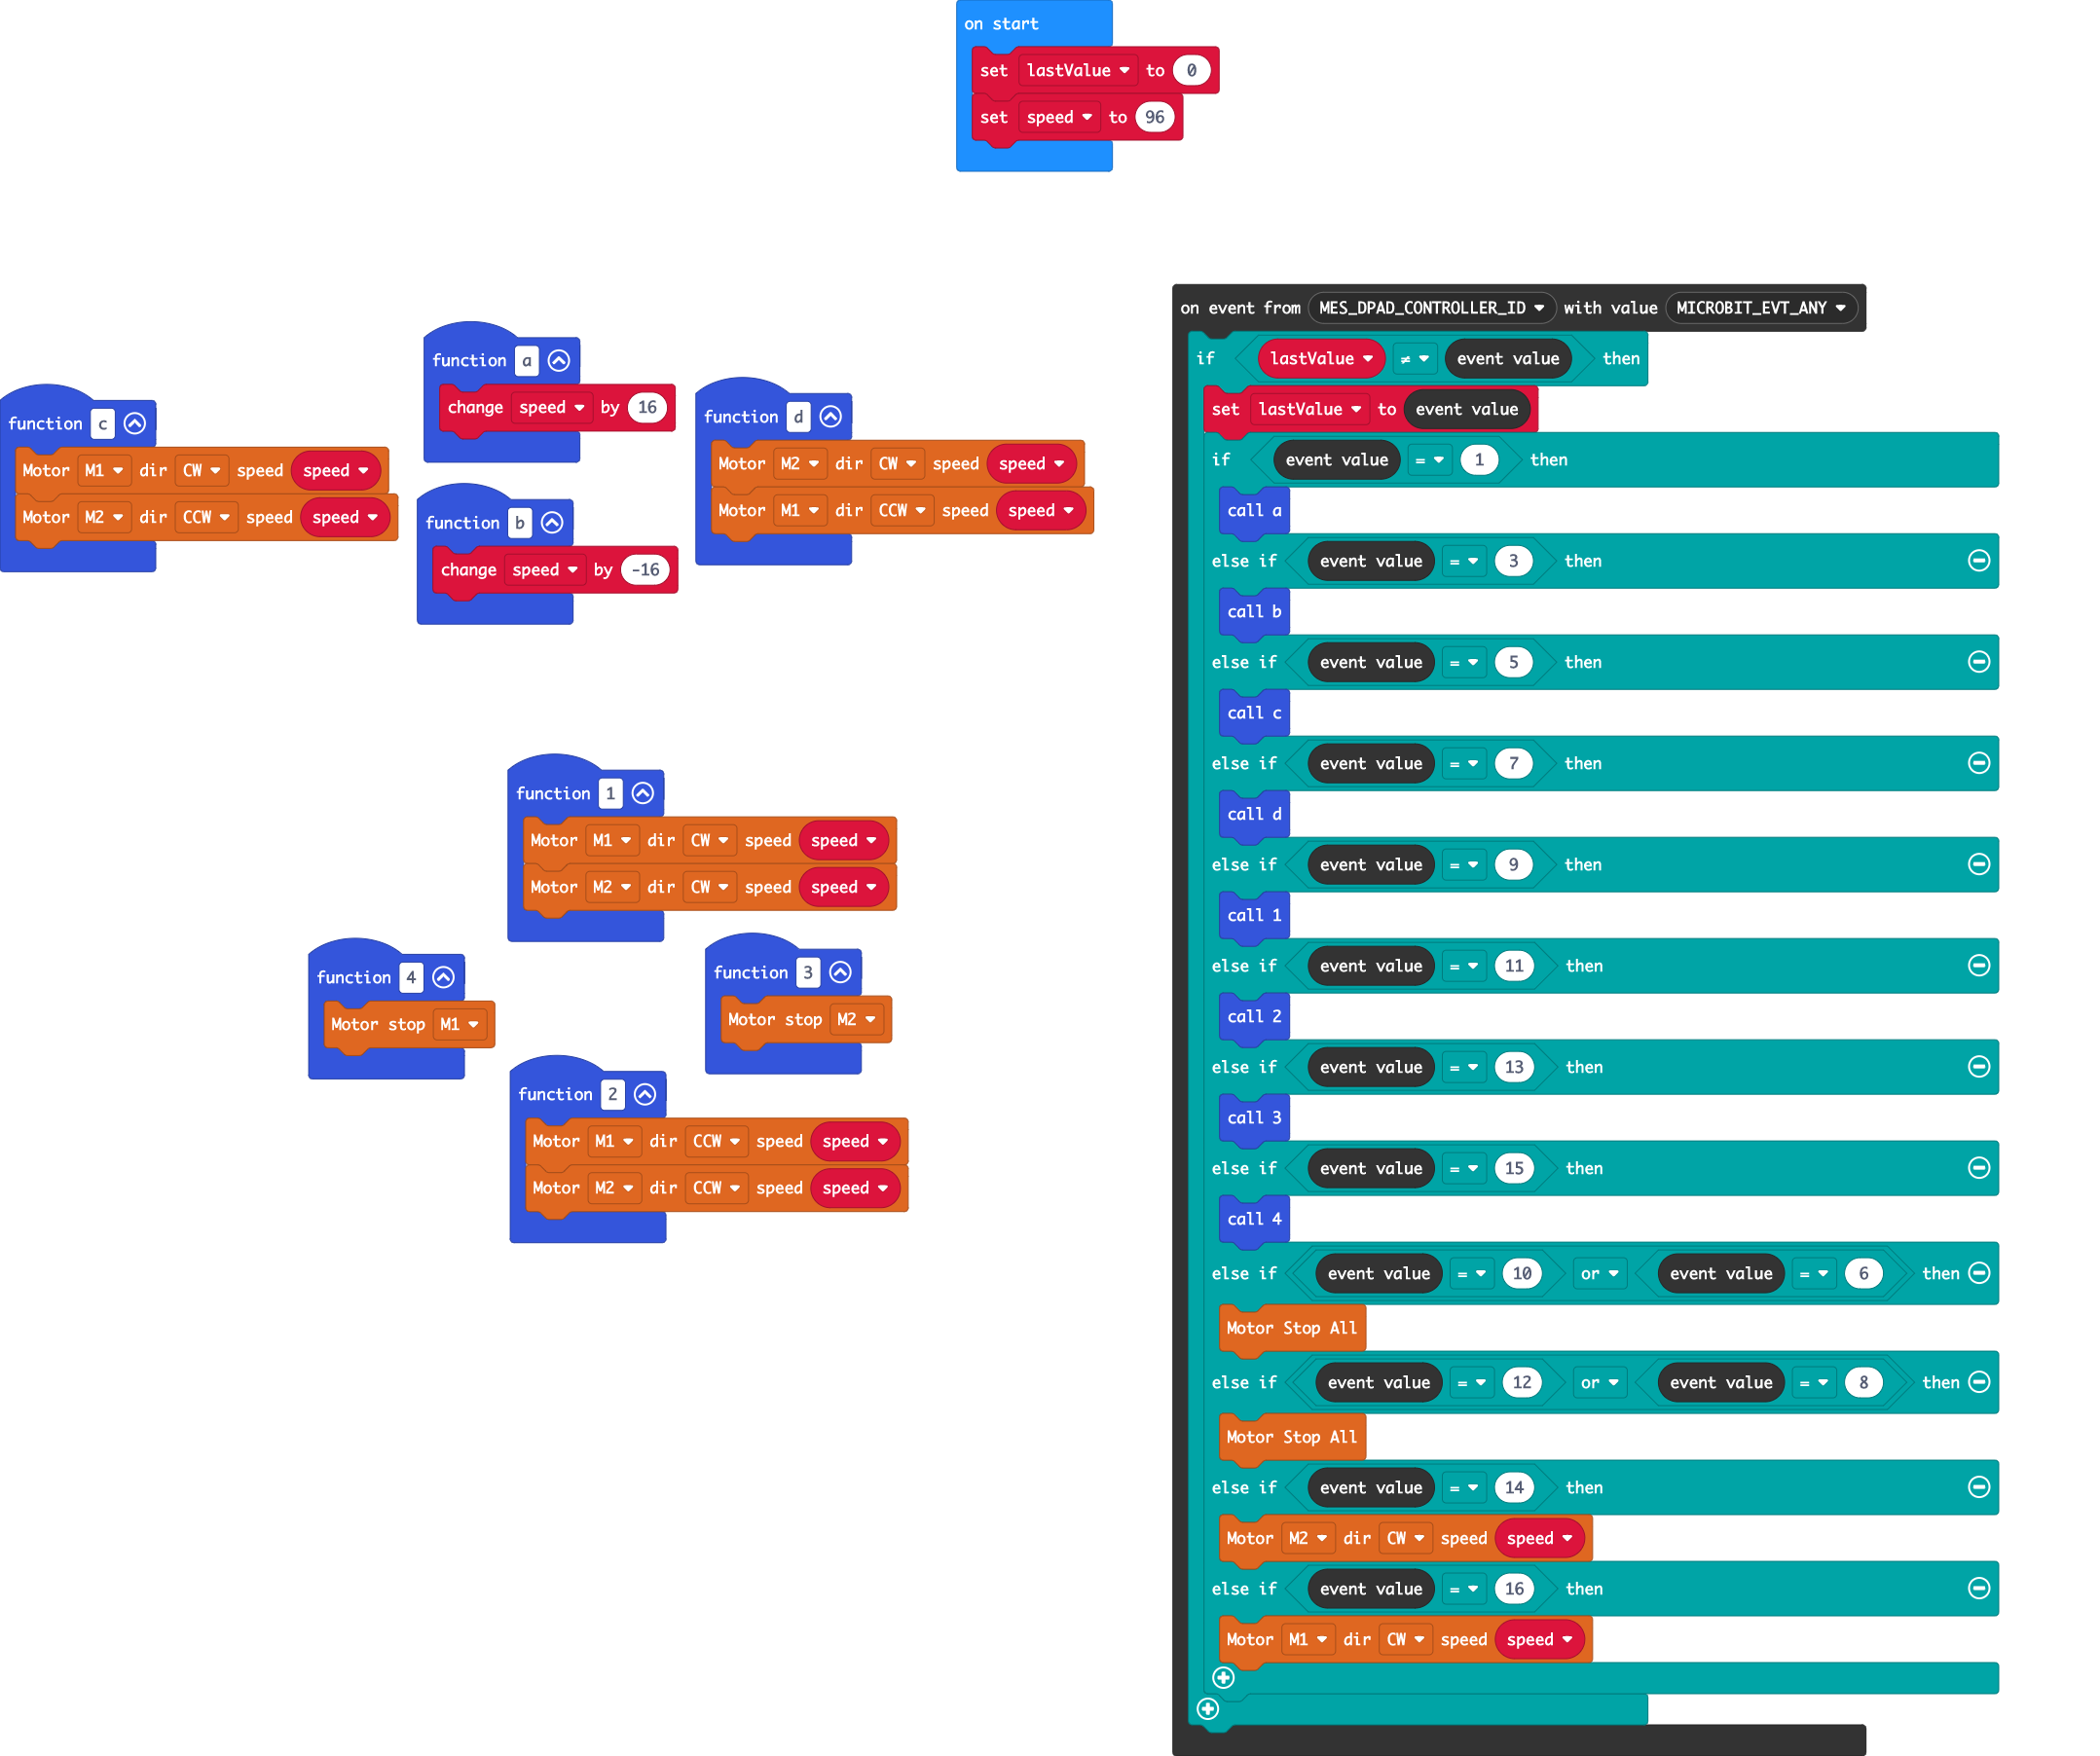 on start
set lastValue to 0
set speed to 96
function c
Motor M1 dir CW speed speed
Motor M2 dir CCW speed speed
function a
change speed by 16
function b
change speed by -16
function d
Motor M2 dir CW speed speed
Motor M1 dir CCW speed speed
function 1
Motor M1 dir CW speed speed
Motor M2 dir CW speed speed
function 4
Motor stop M1
function 3
Motor stop M2
function 2
Motor M1 dir CCW speed speed
Motor M2 dir CCW speed speed
on event from MES_DPAD_CONTROLLER_ID with value MICROBIT_EVT_ANY
if lastValue ≠ event value then
set lastValue to event value
if event value = 1 then
call a
else if event value = 3 then
call b
else if event value = 5 then
call c
else if event value = 7 then
call d
else if event value = 9 then
call 1
else if event value = 11 then
call 2
else if event value = 13 then
call 3
else if event value = 15 then
call 4
else if event value = 10 or event value = 6 then
Motor Stop All
else if event value = 12 or event value = 8 then
Motor Stop All
else if event value = 14 then
Motor M2 dir CW speed speed
else if event value = 16 then
Motor M1 dir CW speed speed